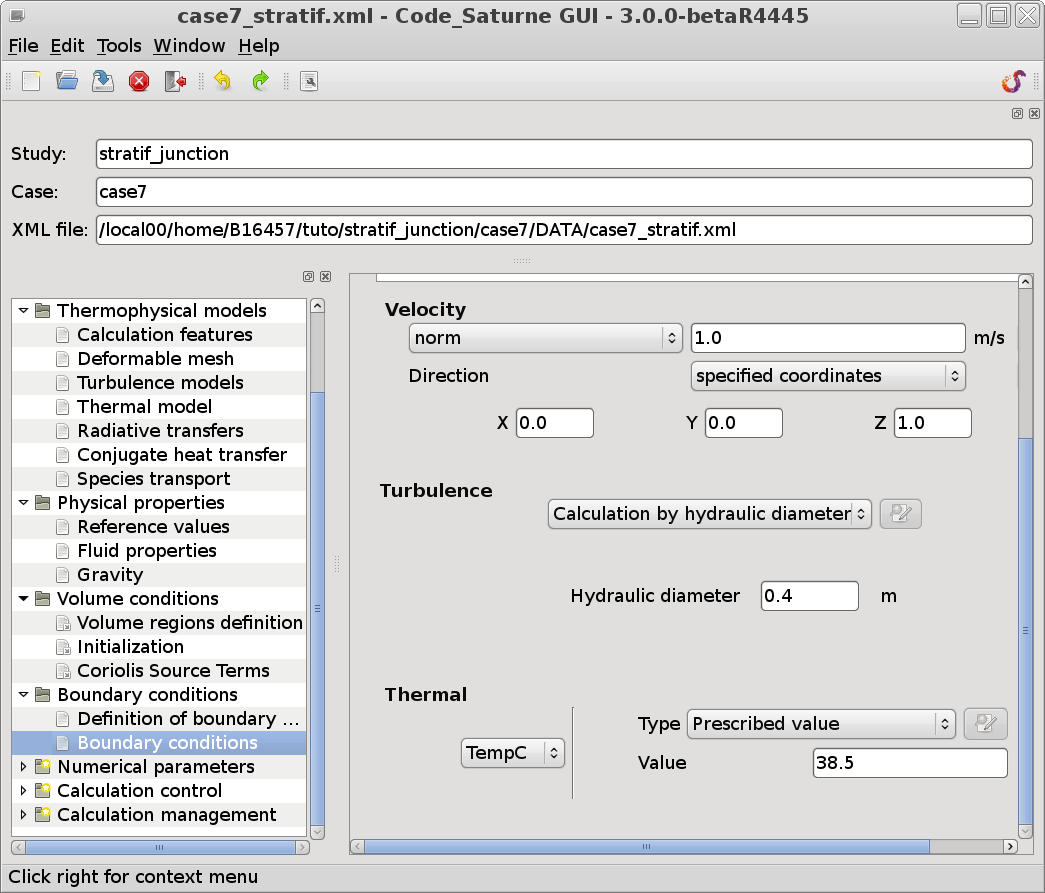 case7_stratif.xml - Code_Saturne GUI - 3.0.0-betaR4445
File Edit Tools Window Help
Study: stratif_junction
Case: case7
XML file: /local00/home/B16457/tuto/stratif_junction/case7/DATA/case7_stratif.xml
Thermophysical models
Calculation features
Deformable mesh
Turbulence models
Thermal model
Radiative transfers
Conjugate heat transfer
Species transport
Physical properties
Reference values
Fluid properties
Gravity
Volume conditions
Volume regions definition
Initialization
Coriolis Source Terms
Boundary conditions
Definition of boundary ...
Boundary conditions
Numerical parameters
Calculation control
Calculation management
Velocity
norm 1.0 m/s
Direction specified coordinates
X 0.0 Y 0.0 Z 1.0
Turbulence
Calculation by hydraulic diameter
Hydraulic diameter 0.4 m
Thermal
Type Prescribed value
TempC
Value 38.5
Click right for context menu